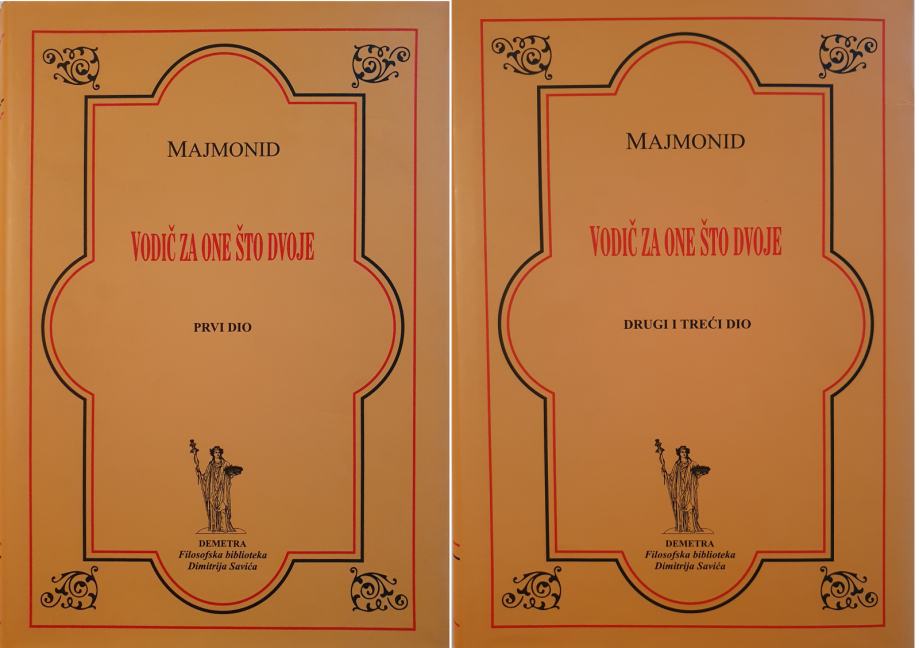 MAJMONID
VODIČ ZA ONE ŠTO DVOJE
PRVI DIO
DEMETRA
Filosofska biblioteka
Dimitrija Savića
MAJMONID
VODIČ ZA ONE ŠTO DVOJE
DRUGI I TREĆI DIO
DEMETRA
Filosofska biblioteka
Dimitrija Savića